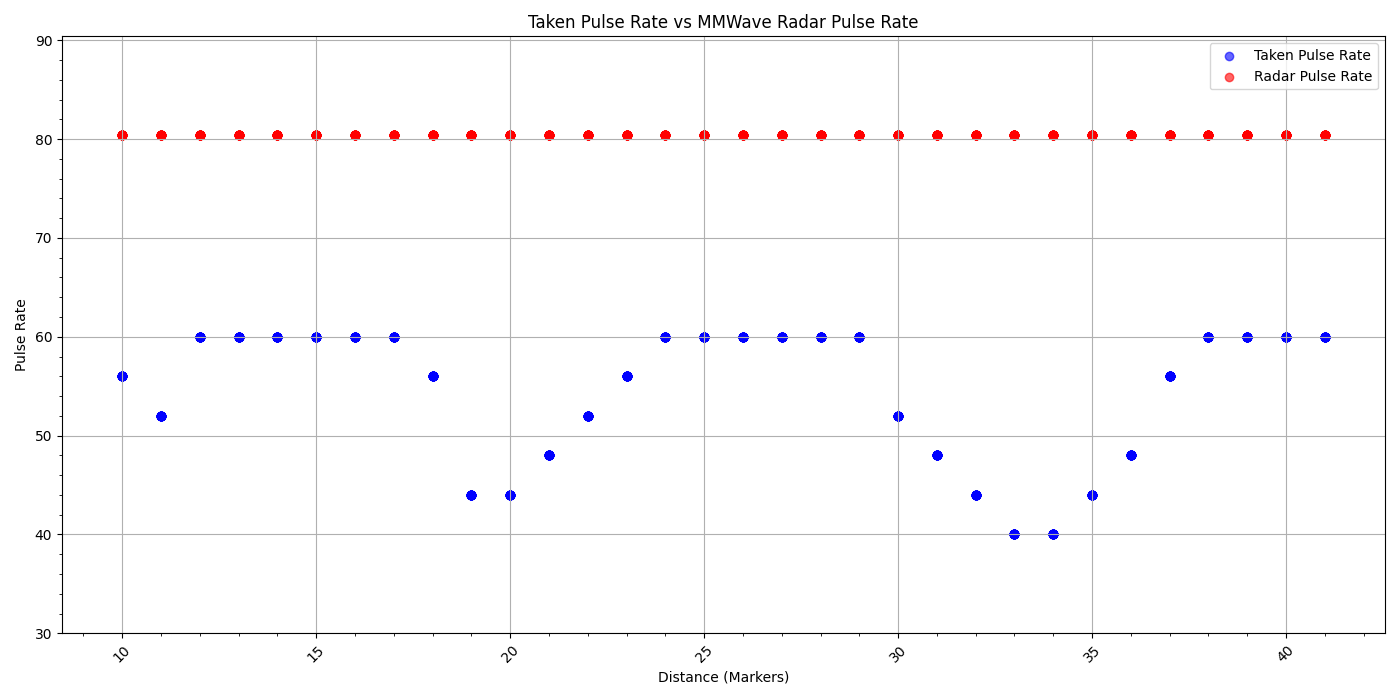 Taken Pulse Rate vs MMWave Radar Pulse Rate
Taken Pulse Rate
Radar Pulse Rate
90
80
70
60
50
40
30
Pulse Rate
10
15
20
25
30
35
40
Distance (Markers)